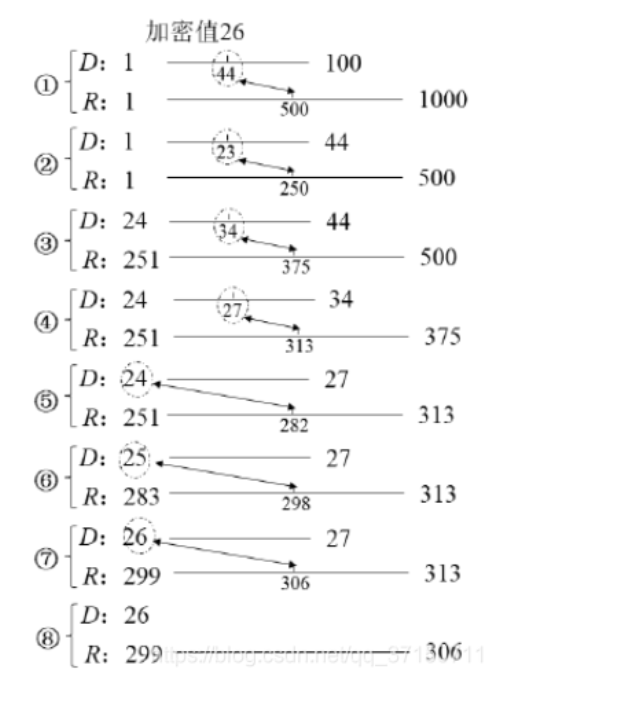 加密值26
① D: 1 44 100
R: 1 500 1000
② D: 1 23 44
R: 1 250 500
③ D: 24 34 44
R: 251 375 500
④ D: 24 27 34
R: 251 313 375
⑤ D: 24 27
R: 251 282 313
⑥ D: 25 27
R: 283 298 313
⑦ D: 26 27
R: 299 306 313
⑧ D: 26
R: 299 306